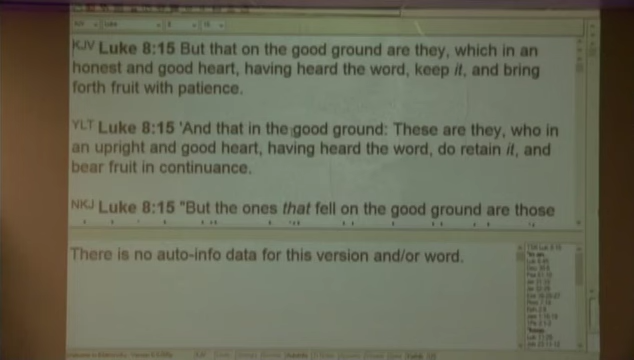 KJV Luke 8:15 But that on the good ground are they, which in an
honest and good heart, having heard the word, keep it, and bring
forth fruit with patience.
YLT Luke 8:15 'And that in the good ground: These are they, who in
an upright and good heart, having heard the word, do retain it, and
bear fruit in continuance.
NKJ Luke 8:15 "But the ones that fell on the good ground are those
There is no auto-info data for this version and/or word.